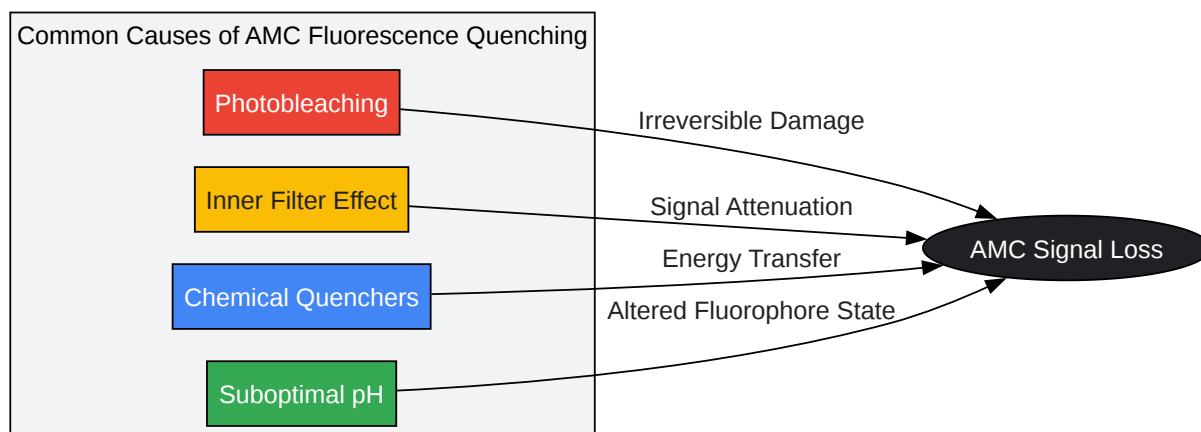 Common Causes of AMC Fluorescence Quenching
Photobleaching
Irreversible Damage
Inner Filter Effect
Signal Attenuation
AMC Signal Loss
Energy Transfer
Chemical Quenchers
Altered Fluorophore State
Suboptimal pH